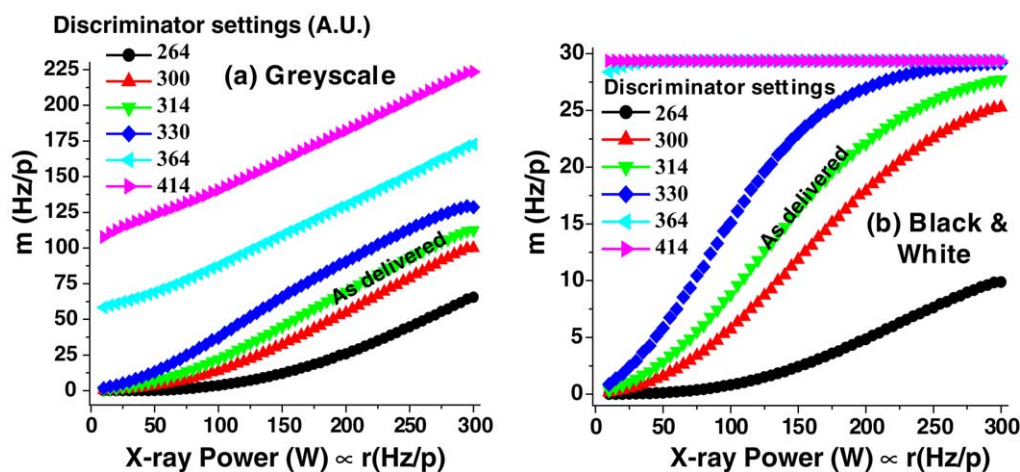 Discriminator settings (A.U.)
264
300
314
330
364
414
(a) Greyscale
As delivered
225
200
175
150
125
100
75
50
25
0
m (Hz/p)
0 50 100 150 200 250 300
X-ray Power (W) ∝ r(Hz/p)
30
25
20
15
10
5
0
m (Hz/p)
Discriminator settings
264
300
314
330
364
414
As delivered
(b) Black &
White
0 50 100 150 200 250 300
X-ray Power (W) ∝ r(Hz/p)